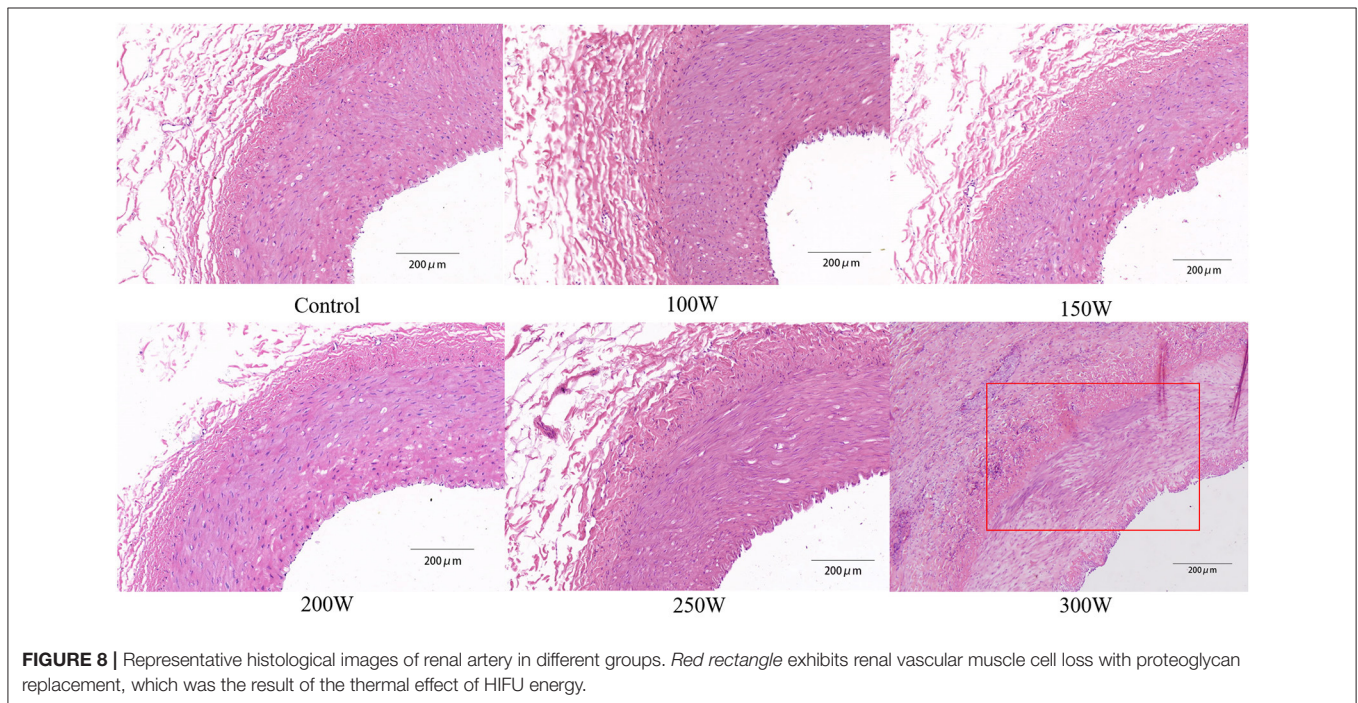 200 μm
200 μm
200 μm
Control
100W
150W
200 μm
200 μm
200 μm
200W
250W
300W
FIGURE 8 | Representative histological images of renal artery in different groups. Red rectangle exhibits renal vascular muscle cell loss with proteoglycan
replacement, which was the result of the thermal effect of HIFU energy.